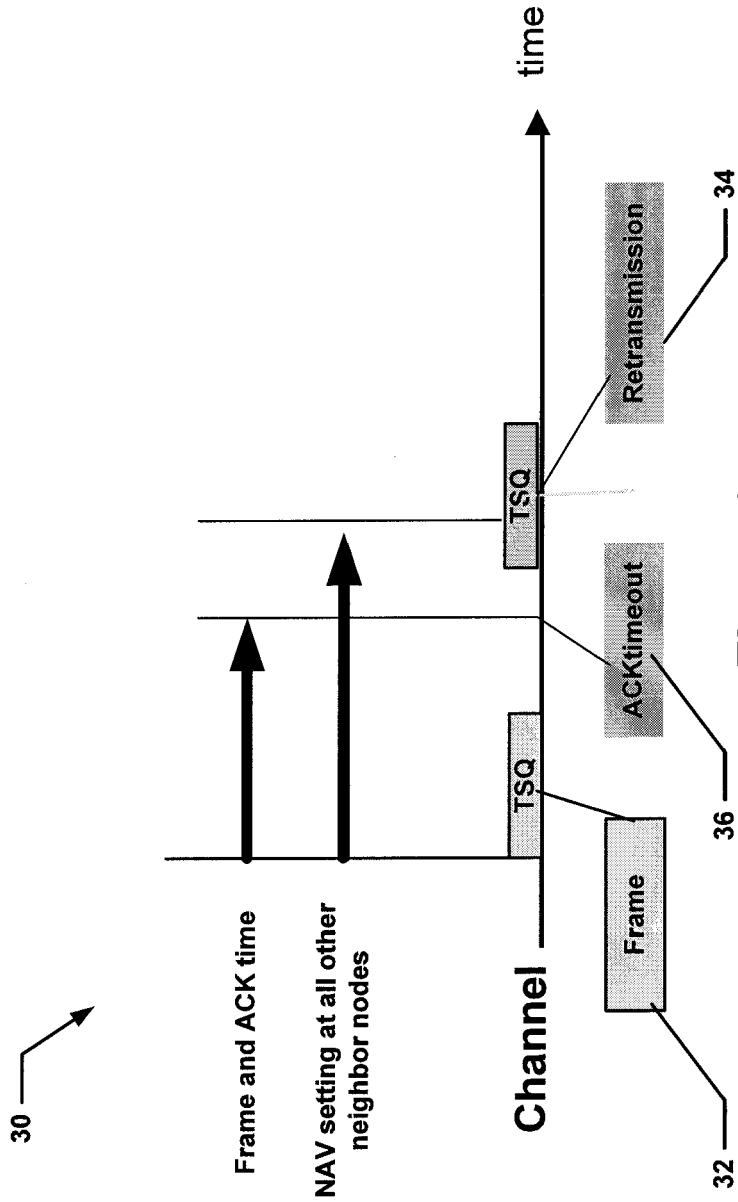 30
Frame and ACK time
NAV setting at all other
neighbor nodes
TSQ
TSQ
Channel
time
Frame
ACKtimeout
Retransmission
32
36
34